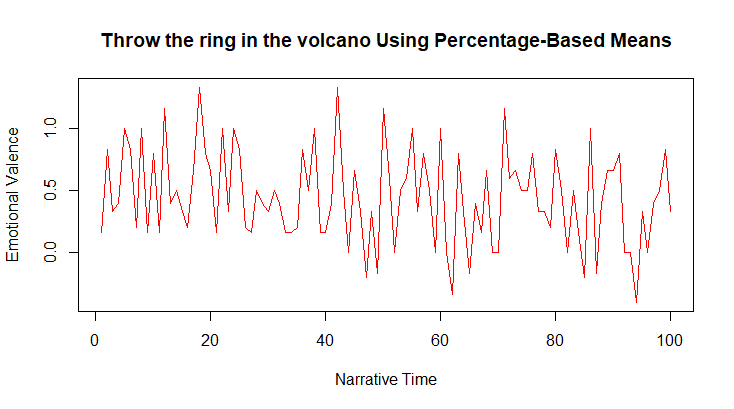 Throw the ring in the volcano Using Percentage-Based Means
Emotional Valence
1.0
0.5
0.0
0 20 40 60 80 100
Narrative Time